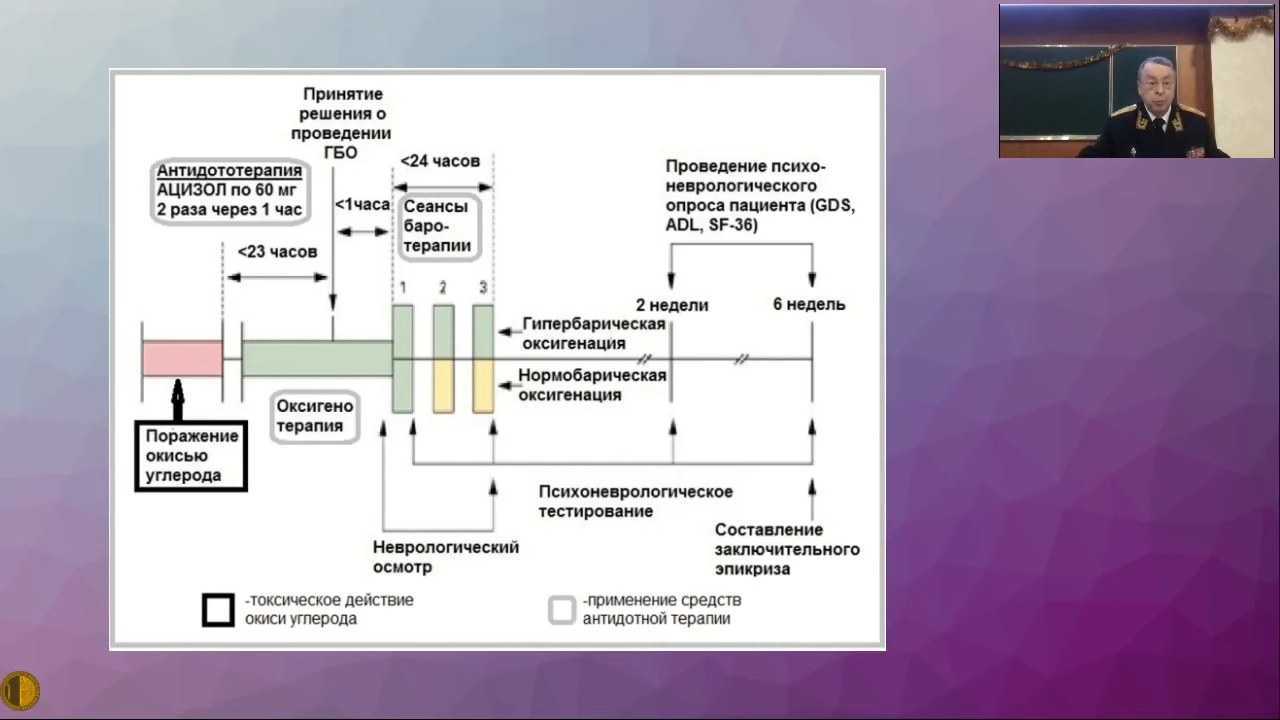 Принятие
решения о
проведении
ГБО
Антидототерапия
АЦИЗОЛ по 60 мг
2 раза через 1 час
<23 часов
<1часа
<24 часов
Сеансы
баро-
терапии
1 2 3
Проведение психо-
неврологического
опроса пациента (GDS,
ADL, SF-36)
2 недели
6 недель
Гипербарическая
оксигенация
Нормобарическая
оксигенация
Оксигено
терапия
Поражение
окисью
углерода
Психоневрологическое
тестирование
Неврологический
осмотр
Составление
заключительного
эпикриза
-токсическое действие
окиси углерода
-применение средств
антидотной терапии